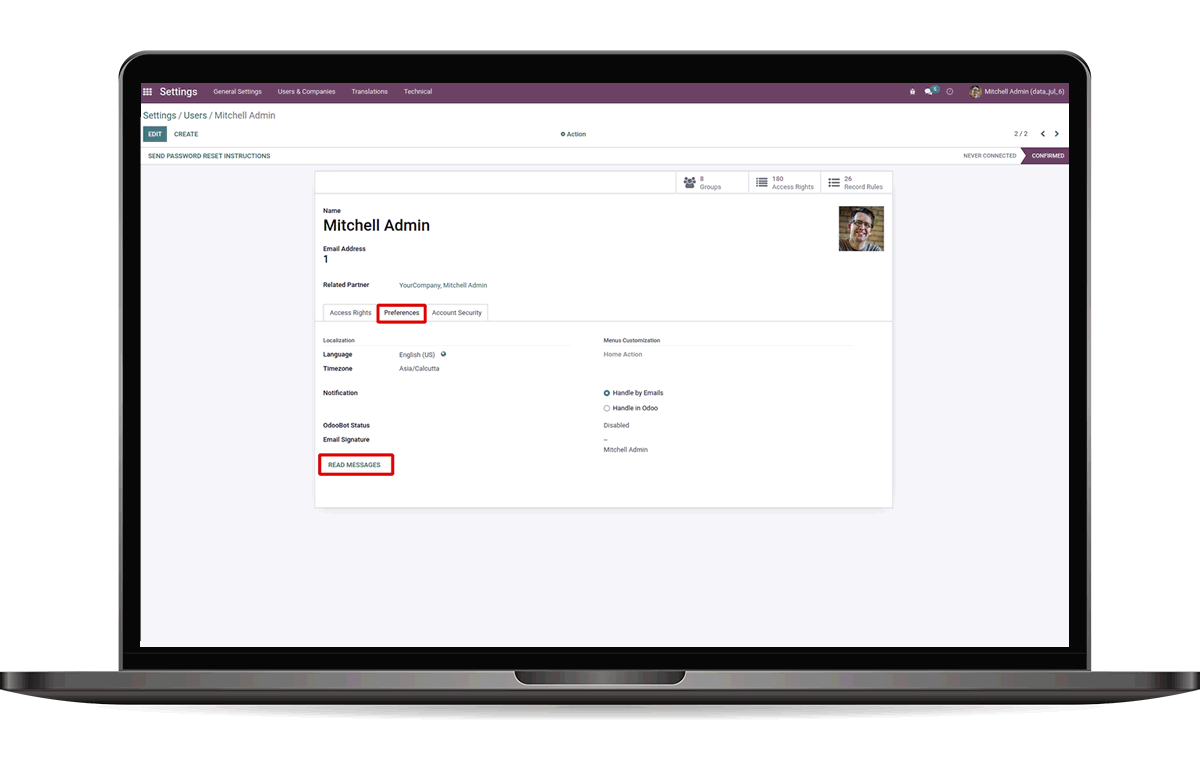 Settings General Settings Users & Companies Translations Technical 6 Mitchell Admin (data_jul_6)
Settings / Users / Mitchell Admin
EDIT CREATE Action 2 / 2
SEND PASSWORD RESET INSTRUCTIONS NEVER CONNECTED CONFIRMED
8 Groups 180 Access Rights 26 Record Rules
Name
Mitchell Admin
Email Address
1
Related Partner YourCompany, Mitchell Admin
Access Rights Preferences Account Security
Localization Menus Customization
Language English (US) Home Action
Timezone Asia/Calcutta
Notification Handle by Emails
Handle in Odoo
OdooBot Status Disabled
Email Signature --
Mitchell Admin
READ MESSAGES